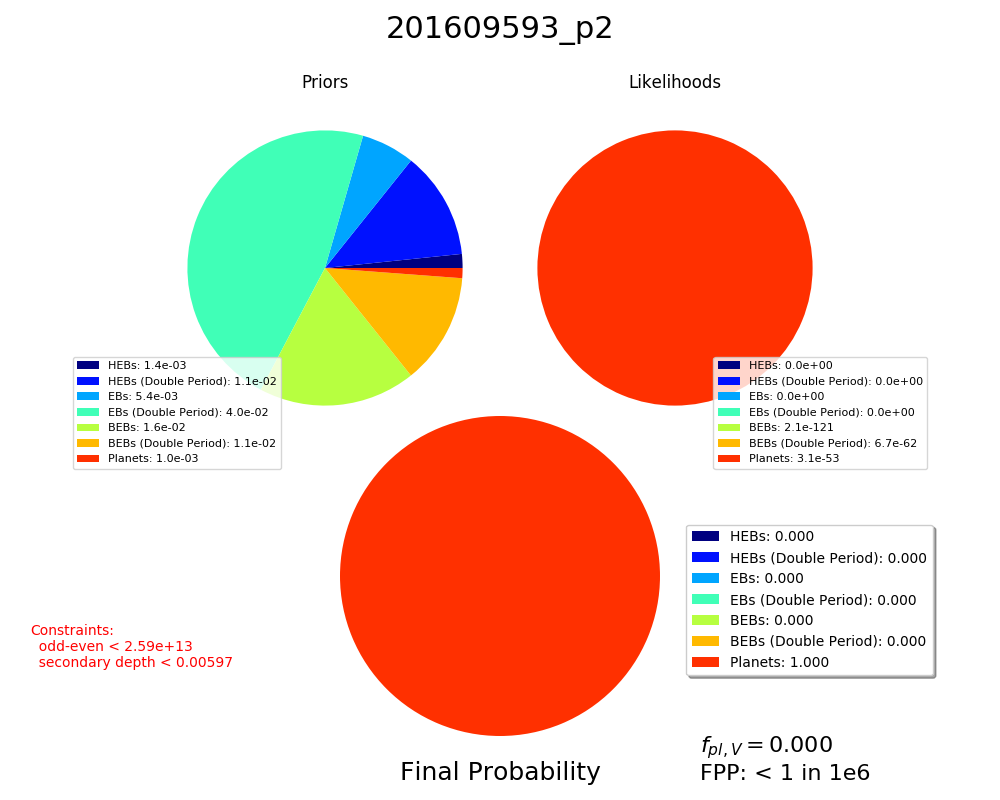 201609593_p2
Priors
Likelihoods
HEBs: 1.4e-03
HEBs (Double Period): 1.1e-02
EBs: 5.4e-03
EBs (Double Period): 4.0e-02
BEBs: 1.6e-02
BEBs (Double Period): 1.1e-02
Planets: 1.0e-03
HEBs: 0.0e+00
HEBs (Double Period): 0.0e+00
EBs: 0.0e+00
EBs (Double Period): 0.0e+00
BEBs: 2.1e-121
BEBs (Double Period): 6.7e-62
Planets: 3.1e-53
HEBs: 0.000
HEBs (Double Period): 0.000
EBs: 0.000
EBs (Double Period): 0.000
BEBs: 0.000
BEBs (Double Period): 0.000
Planets: 1.000
Constraints:
odd-even < 2.59e+13
secondary depth < 0.00597
Final Probability
f_{pl,V} = 0.000
FPP: < 1 in 1e6